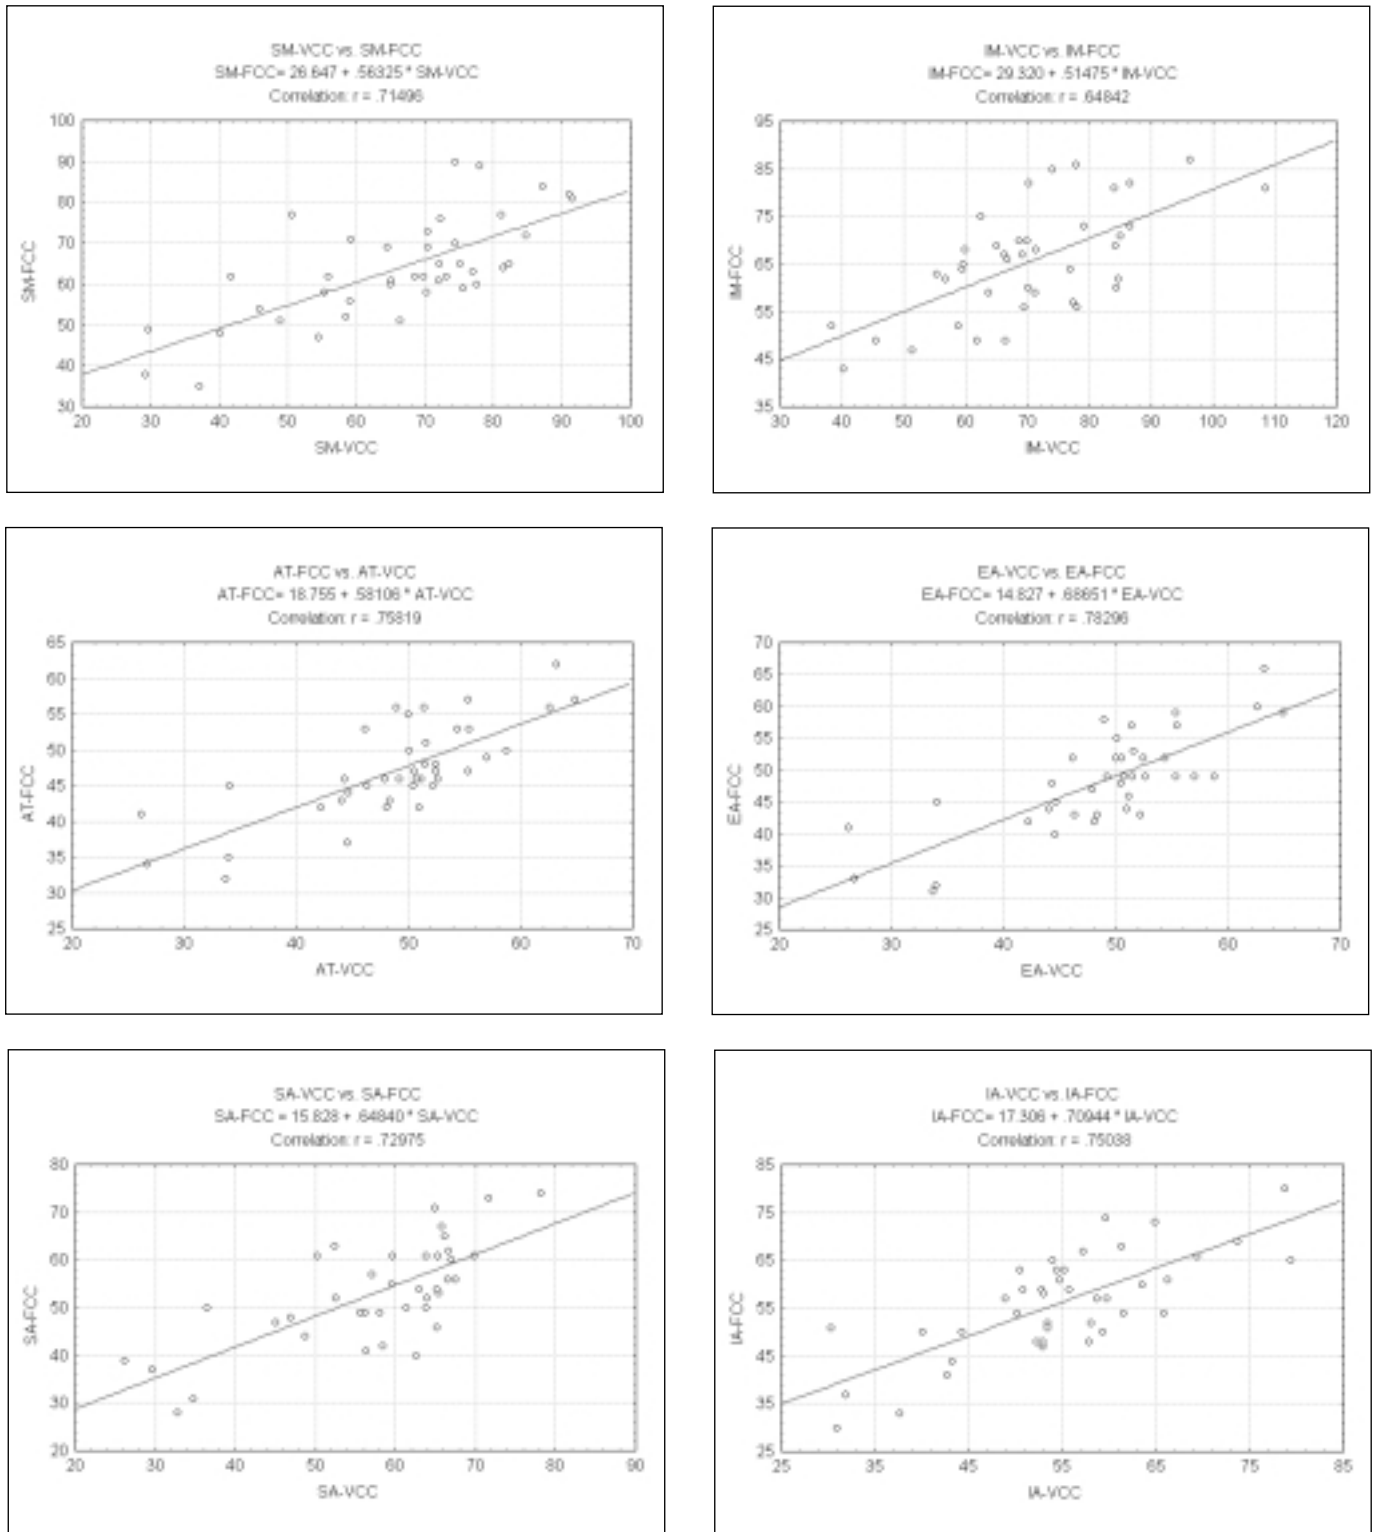 SM-VCC vs. SM-FCC
SM-FCC= 26.647 + .56325 * SM-VCC
Correlation: r = .71496
100
90
80
70
60
50
40
30
SM-FCC
20 30 40 50 60 70 80 90 100
SM-VCC
IM-VCC vs. IM-FCC
IM-FCC= 29.320 + .51475 * IM-VCC
Correlation: r = .64842
95
85
75
65
55
45
35
IM-FCC
30 40 50 60 70 80 90 100 110 120
IM-VCC
AT-FCC vs. AT-VCC
AT-FCC= 18.755 + .58106 * AT-VCC
Correlation: r = .75819
65
60
55
50
45
40
35
30
25
AT-FCC
20 30 40 50 60 70
AT-VCC
EA-VCC vs. EA-FCC
EA-FCC= 14.827 + .68651 * EA-VCC
Correlation: r = .78296
70
65
60
55
50
45
40
35
30
25
EA-FCC
20 30 40 50 60 70
EA-VCC
SA-VCC vs. SA-FCC
SA-FCC = 15.828 + .64840 * SA-VCC
Correlation: r = .72975
80
70
60
50
40
30
20
SA-FCC
20 30 40 50 60 70 80 90
SA-VCC
IA-VCC vs. IA-FCC
IA-FCC= 17.306 + .70944 * IA-VCC
Correlation: r = .75038
85
75
65
55
45
35
25
IA-FCC
25 35 45 55 65 75 85
IA-VCC